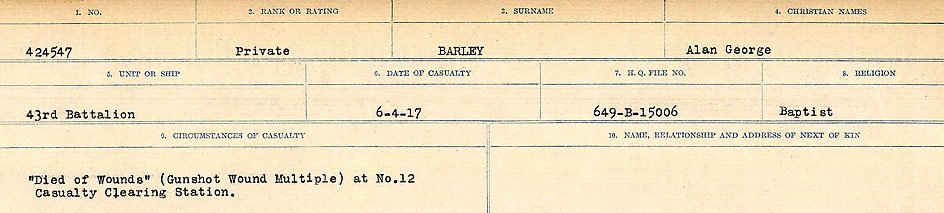 1. NO. 2. RANK OR RATING 3. SURNAME 4. CHRISTIAN NAMES
424547 Private BARLEY Alan George
5. UNIT OR SHIP 6. DATE OF CASUALTY 7. H.Q. FILE NO. 8. RELIGION
43rd Battalion 6-4-17 649-B-15006 Baptist
9. CIRCUMSTANCES OF CASUALTY 10. NAME, RELATIONSHIP AND ADDRESS OF NEXT OF KIN
"Died of Wounds" (Gunshot Wound Multiple) at No.12
Casualty Clearing Station.